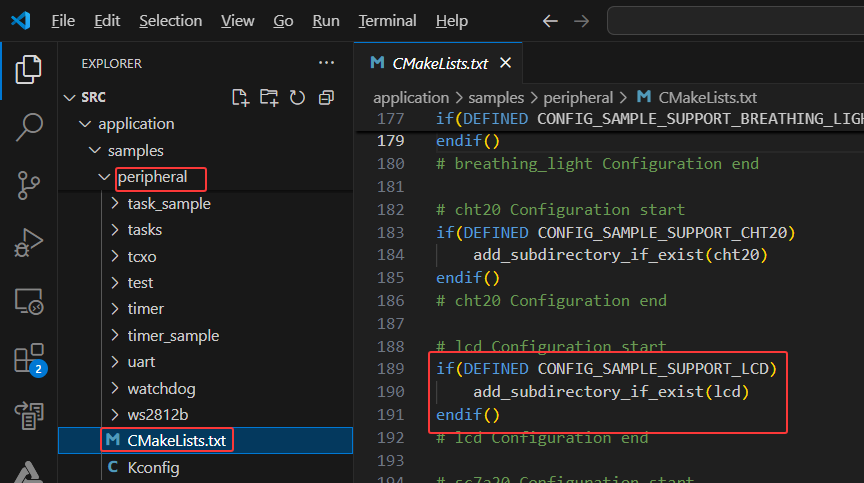 File Edit Selection View Go Run Terminal Help
EXPLORER
SRC
application
samples
peripheral
task_sample
tasks
tcxo
test
timer
timer_sample
uart
watchdog
ws2812b
CMakeLists.txt
Kconfig
2
CMakeLists.txt
application > samples > peripheral > CMakeLists.txt
177 if(DEFINED CONFIG_SAMPLE_SUPPORT_BREATHING_LIGH
179 endif()
180 # breathing_light Configuration end
181
182 # cht20 Configuration start
183 if(DEFINED CONFIG_SAMPLE_SUPPORT_CHT20)
184 add_subdirectory_if_exist(cht20)
185 endif()
186 # cht20 Configuration end
187
188 # lcd Configuration start
189 if(DEFINED CONFIG_SAMPLE_SUPPORT_LCD)
190 add_subdirectory_if_exist(lcd)
191 endif()
192 # lcd Configuration end
193